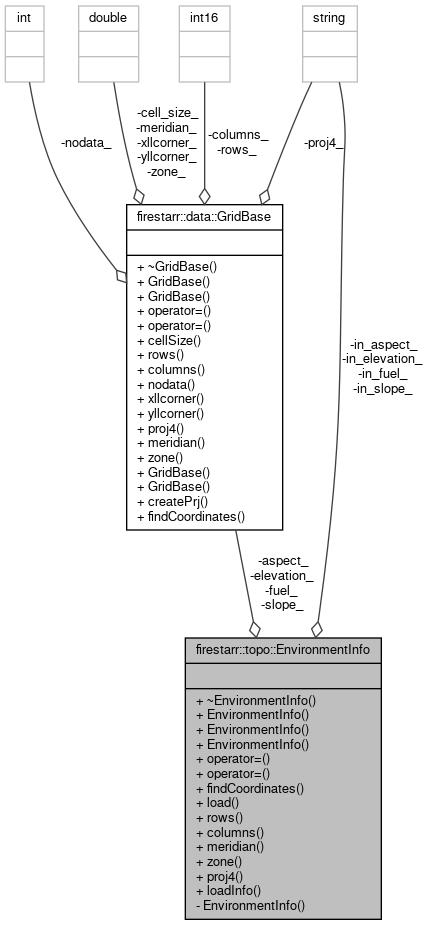 int
double
int16
string
-nodata_
-cell_size_
-meridian_
-xllcorner_
-yllcorner_
-zone_
-columns_
-rows_
-proj4_
firestarr::data::GridBase
+ ~GridBase()
+ GridBase()
+ GridBase()
+ operator=()
+ operator=()
+ cellSize()
+ rows()
+ columns()
+ nodata()
+ xllcorner()
+ yllcorner()
+ proj4()
+ meridian()
+ zone()
+ GridBase()
+ GridBase()
+ createPrj()
+ findCoordinates()
-in_aspect_
-in_elevation_
-in_fuel_
-in_slope_
-aspect_
-elevation_
-fuel_
-slope_
firestarr::topo::EnvironmentInfo
+ ~EnvironmentInfo()
+ EnvironmentInfo()
+ EnvironmentInfo()
+ EnvironmentInfo()
+ operator=()
+ operator=()
+ findCoordinates()
+ load()
+ rows()
+ columns()
+ meridian()
+ zone()
+ proj4()
+ loadInfo()
- EnvironmentInfo()